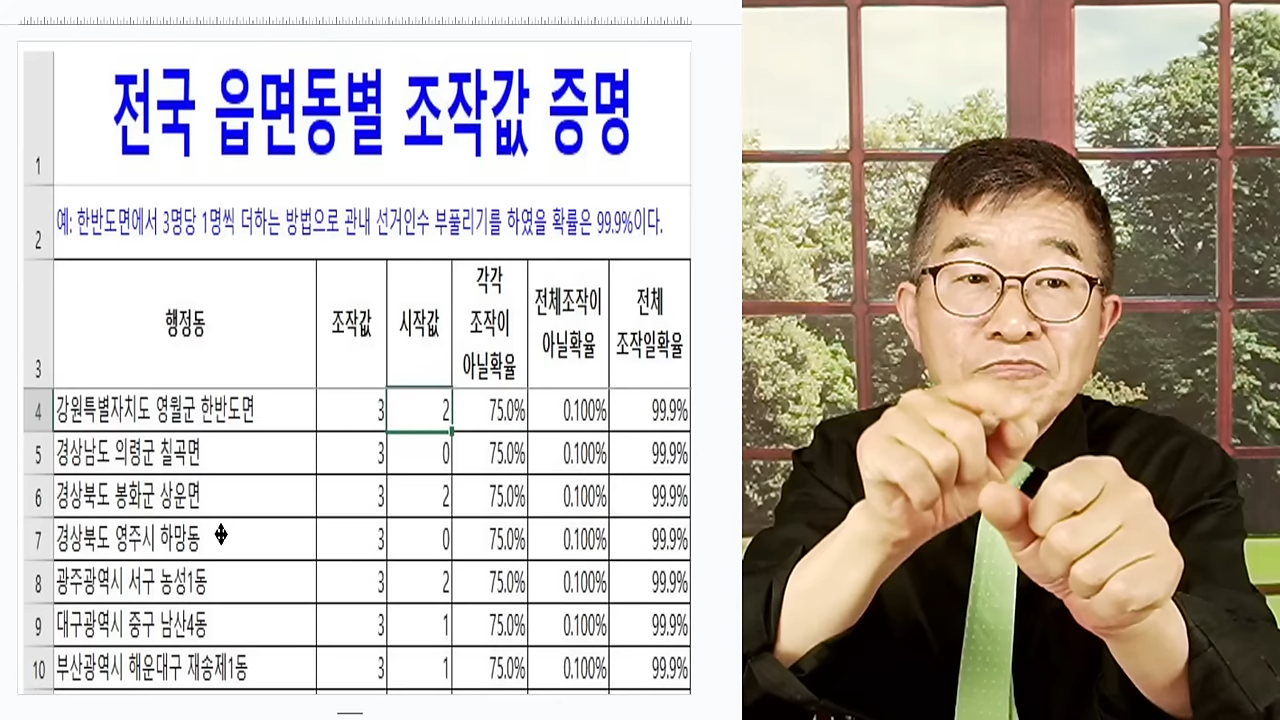 전국 읍면동별 조작값 증명
1
예: 한반도면에서 3명당 1명씩 더하는 방법으로 관내 선거인수 부풀리기를 하였을 확률은 99.9%이다.
2
행정동 조작값 시작값 각각 조작이 아닐확율 전체조작이 아닐확율 전체 조작일확율
3
4 강원특별자치도 영월군 한반도면 3 2 75.0% 0.100% 99.9%
5 경상남도 의령군 칠곡면 3 0 75.0% 0.100% 99.9%
6 경상북도 봉화군 상운면 3 2 75.0% 0.100% 99.9%
7 경상북도 영주시 하망동 3 0 75.0% 0.100% 99.9%
8 광주광역시 서구 농성1동 3 2 75.0% 0.100% 99.9%
9 대구광역시 중구 남산4동 3 1 75.0% 0.100% 99.9%
10 부산광역시 해운대구 재송제1동 3 1 75.0% 0.100% 99.9%